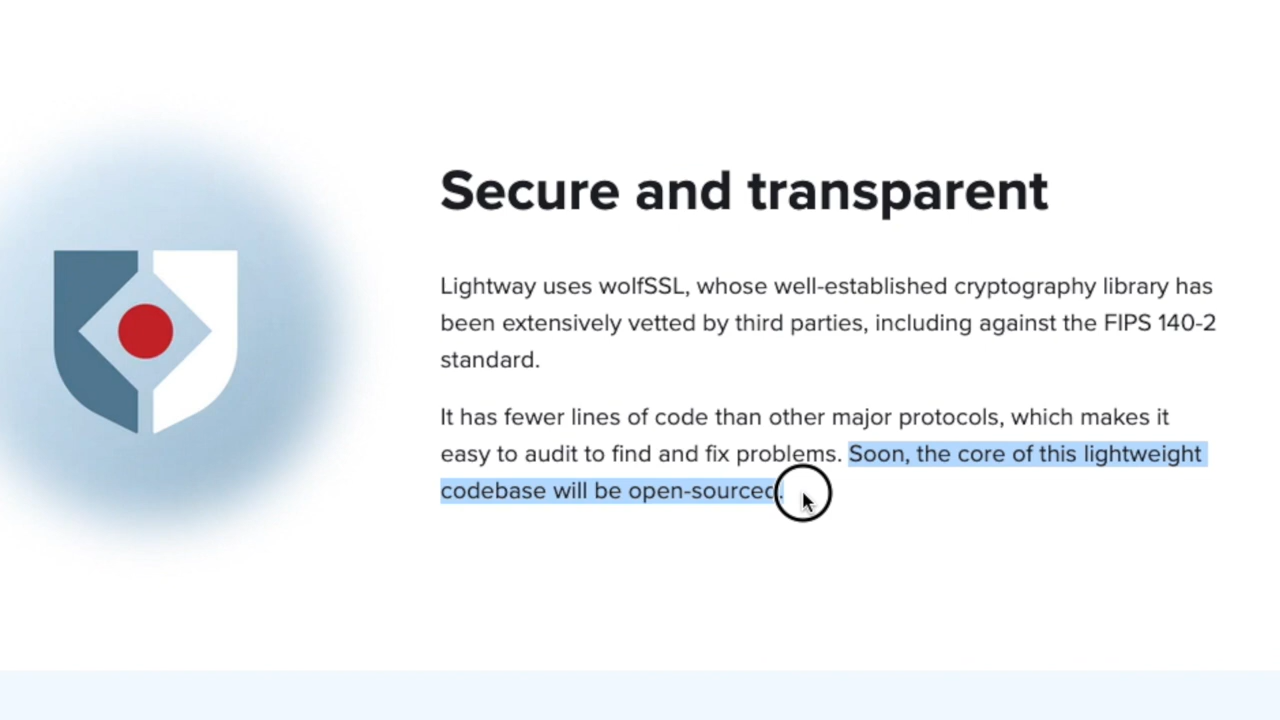 Secure and transparent
Lightway uses wolfSSL, whose well-established cryptography library has
been extensively vetted by third parties, including against the FIPS 140-2
standard.
It has fewer lines of code than other major protocols, which makes it
easy to audit to find and fix problems. Soon, the core of this lightweight
codebase will be open-sourced.